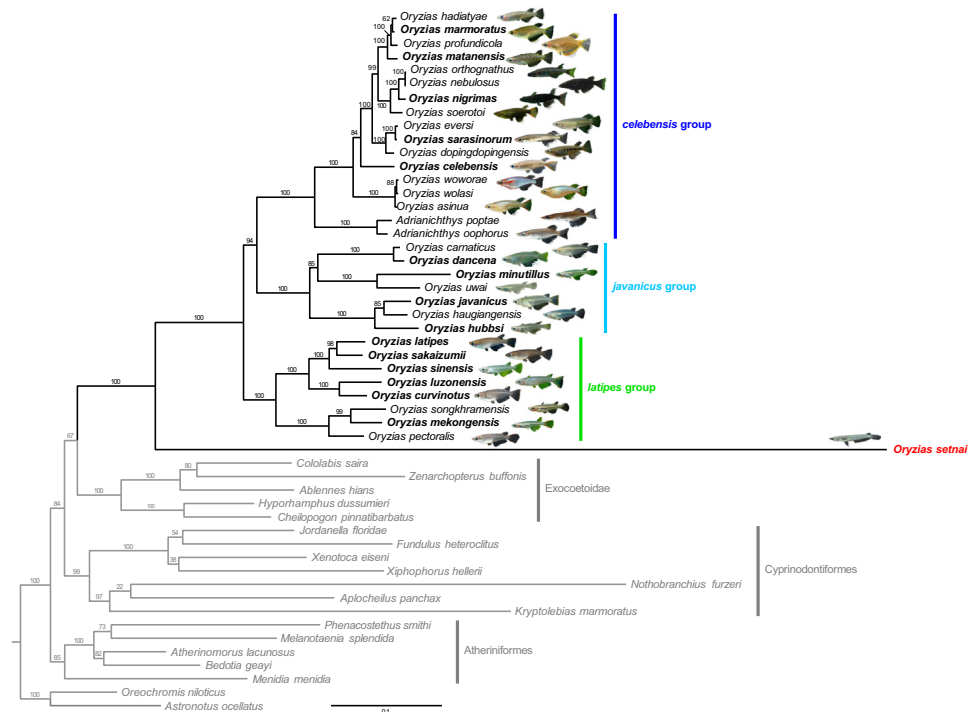 62
Oryzias hadiatyae
100
Oryzias marmoratus
100
Oryzias profundicola
Oryzias matanensis
99
100
Oryzias orthognathus
Oryzias nebulosus
100
Oryzias nigrimas
100
Oryzias soerotoi
Oryzias eversi
100
Oryzias sarasinorum
100
Oryzias dopingdopingensis
84
100
Oryzias celebensis
Oryzias woworae
88
Oryzias wolasi
100
Oryzias asinua
100
Adrianichthys poptae
100
Adrianichthys oophorus
celebensis group
94
Oryzias carnaticus
100
Oryzias dancena
85
Oryzias minutillus
100
Oryzias uwai
100
Oryzias javanicus
85
Oryzias haugiangensis
100
Oryzias hubbsi
javanicus group
100
Oryzias latipes
98
Oryzias sakaizumii
100
Oryzias sinensis
100
Oryzias luzonensis
100
Oryzias curvinotus
Oryzias songkhramensis
99
Oryzias mekongensis
100
Oryzias pectoralis
latipes group
100
Oryzias setnai
67
Cololabis saira
80
Zenarchopterus buffonis
100
Ablennes hians
Hyporhamphus dussumieri
100
Cheilopogon pinnatibarbatus
Exocoetoidae
84
Jordanella floridae
54
Fundulus heteroclitus
100
Xenotoca eiseni
38
Xiphophorus hellerii
99
Nothobranchius furzeri
22
Aplocheilus panchax
97
Kryptolebias marmoratus
Cyprinodontiformes
100
Phenacostethus smithi
73
Melanotaenia splendida
100
Atherinomorus lacunosus
82
Bedotia geayi
85
Menidia menidia
Atheriniformes
Oreochromis niloticus
100
Astronotus ocellatus
0.1